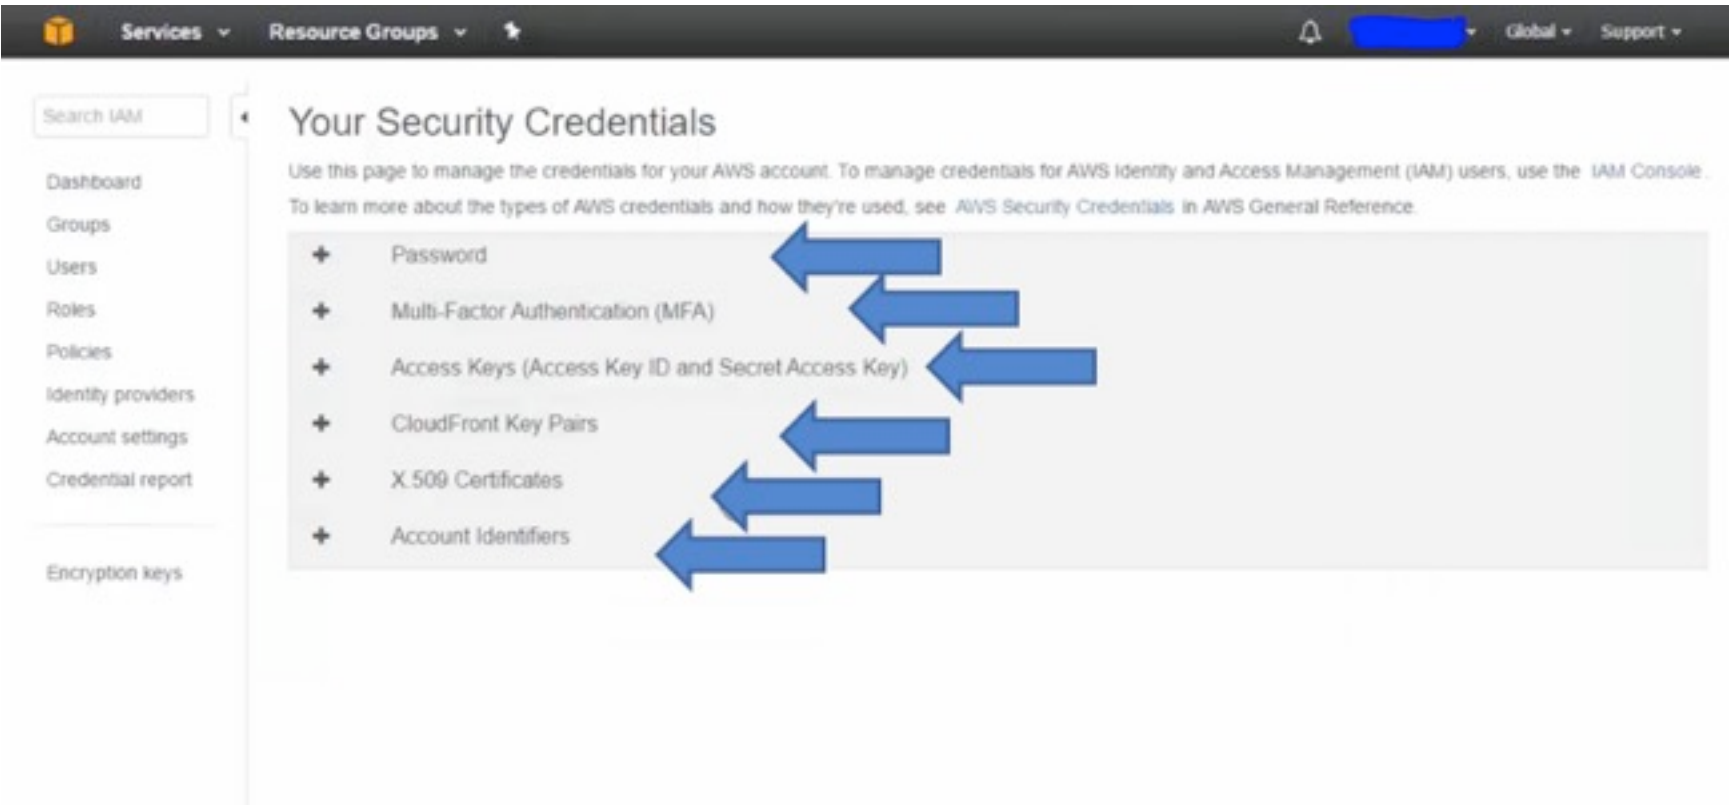 Services Resource Groups Global Support
Search IAM
Dashboard
Groups
Users
Roles
Policies
Identity providers
Account settings
Credential report
Encryption keys
Your Security Credentials
Use this page to manage the credentials for your AWS account. To manage credentials for AWS Identity and Access Management (IAM) users, use the IAM Console.
To learn more about the types of AWS credentials and how they're used, see AWS Security Credentials in AWS General Reference.
Password
Multi-Factor Authentication (MFA)
Access Keys (Access Key ID and Secret Access Key)
CloudFront Key Pairs
X.509 Certificates
Account Identifiers